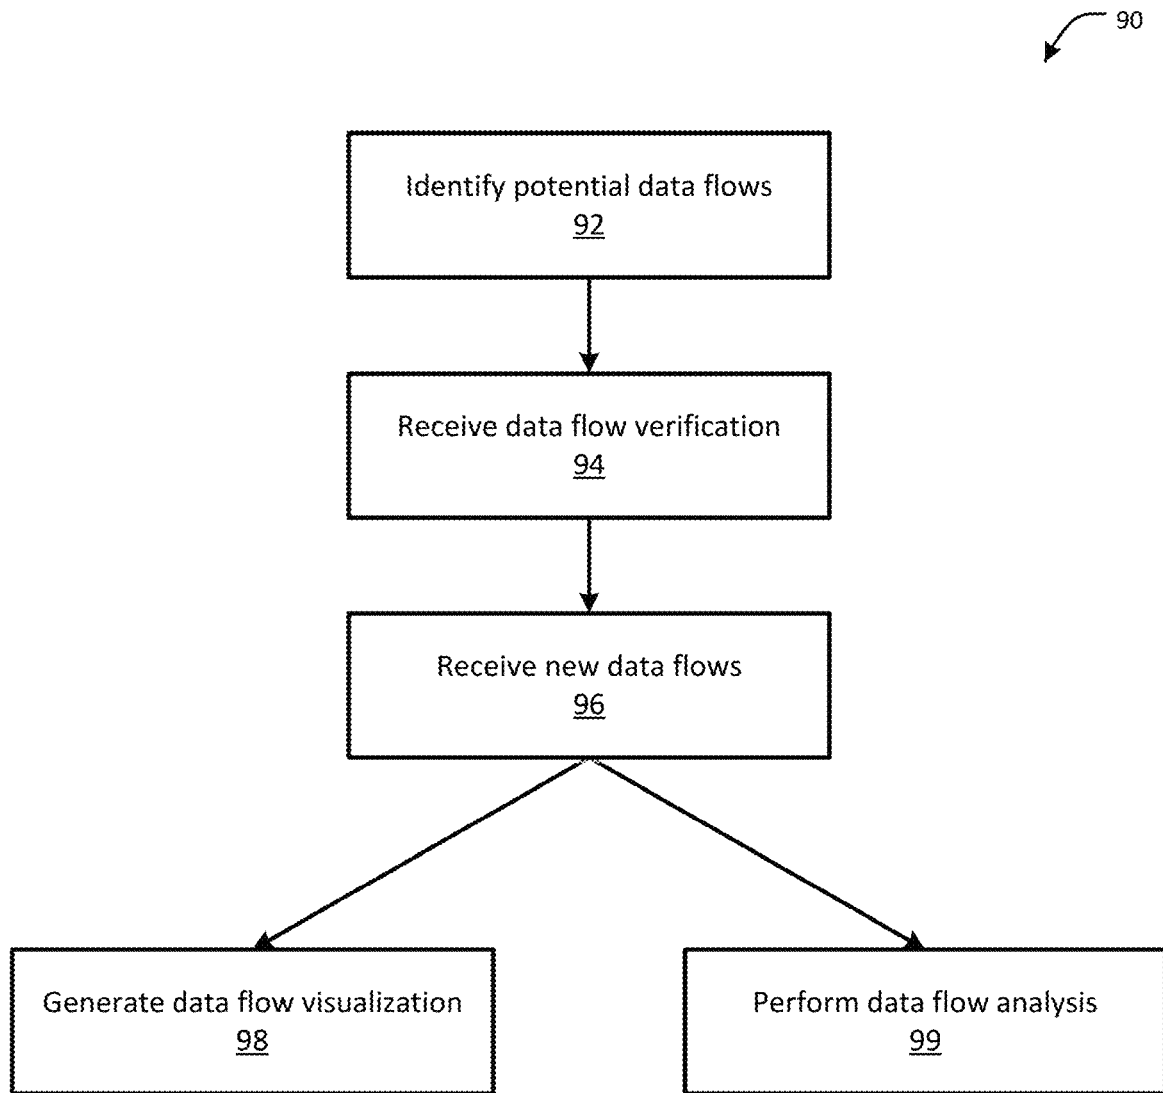 90
Identify potential data flows
92
Receive data flow verification
94
Receive new data flows
96
Generate data flow visualization
98
Perform data flow analysis
99